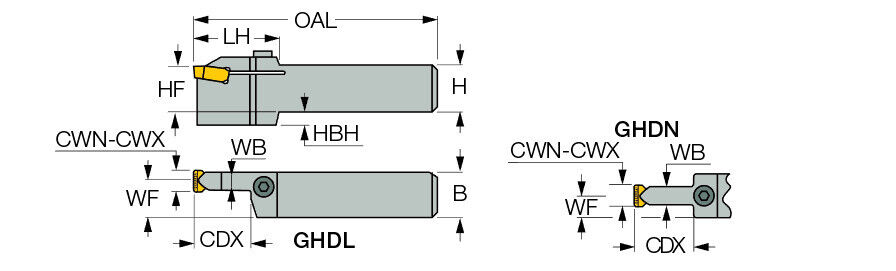 OAL
LH
HF
H
HBH
CWN-CWX
WB
WF
B
CDX
GHDL
GHDN
CWN-CWX
WB
WF
CDX